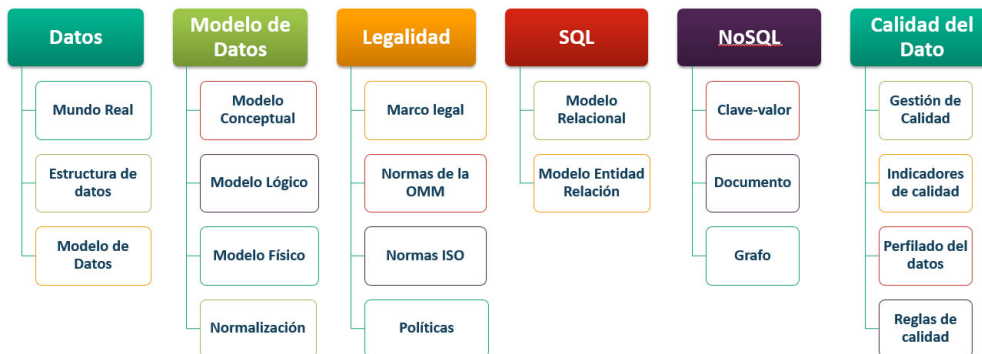 Datos
Mundo Real
Estructura de
datos
Modelo de
Datos
Modelo de
Datos
Modelo
Conceptual
Modelo Lógico
Modelo Físico
Normalización
Legalidad
Marco legal
Normas de la
OMM
Normas ISO
Políticas
SQL
Modelo
Relacional
Modelo Entidad
Relación
NoSQL
Clave-valor
Documento
Grafo
Calidad del
Dato
Gestión de
Calidad
Indicadores
de calidad
Perfilado del
datos
Reglas de
calidad